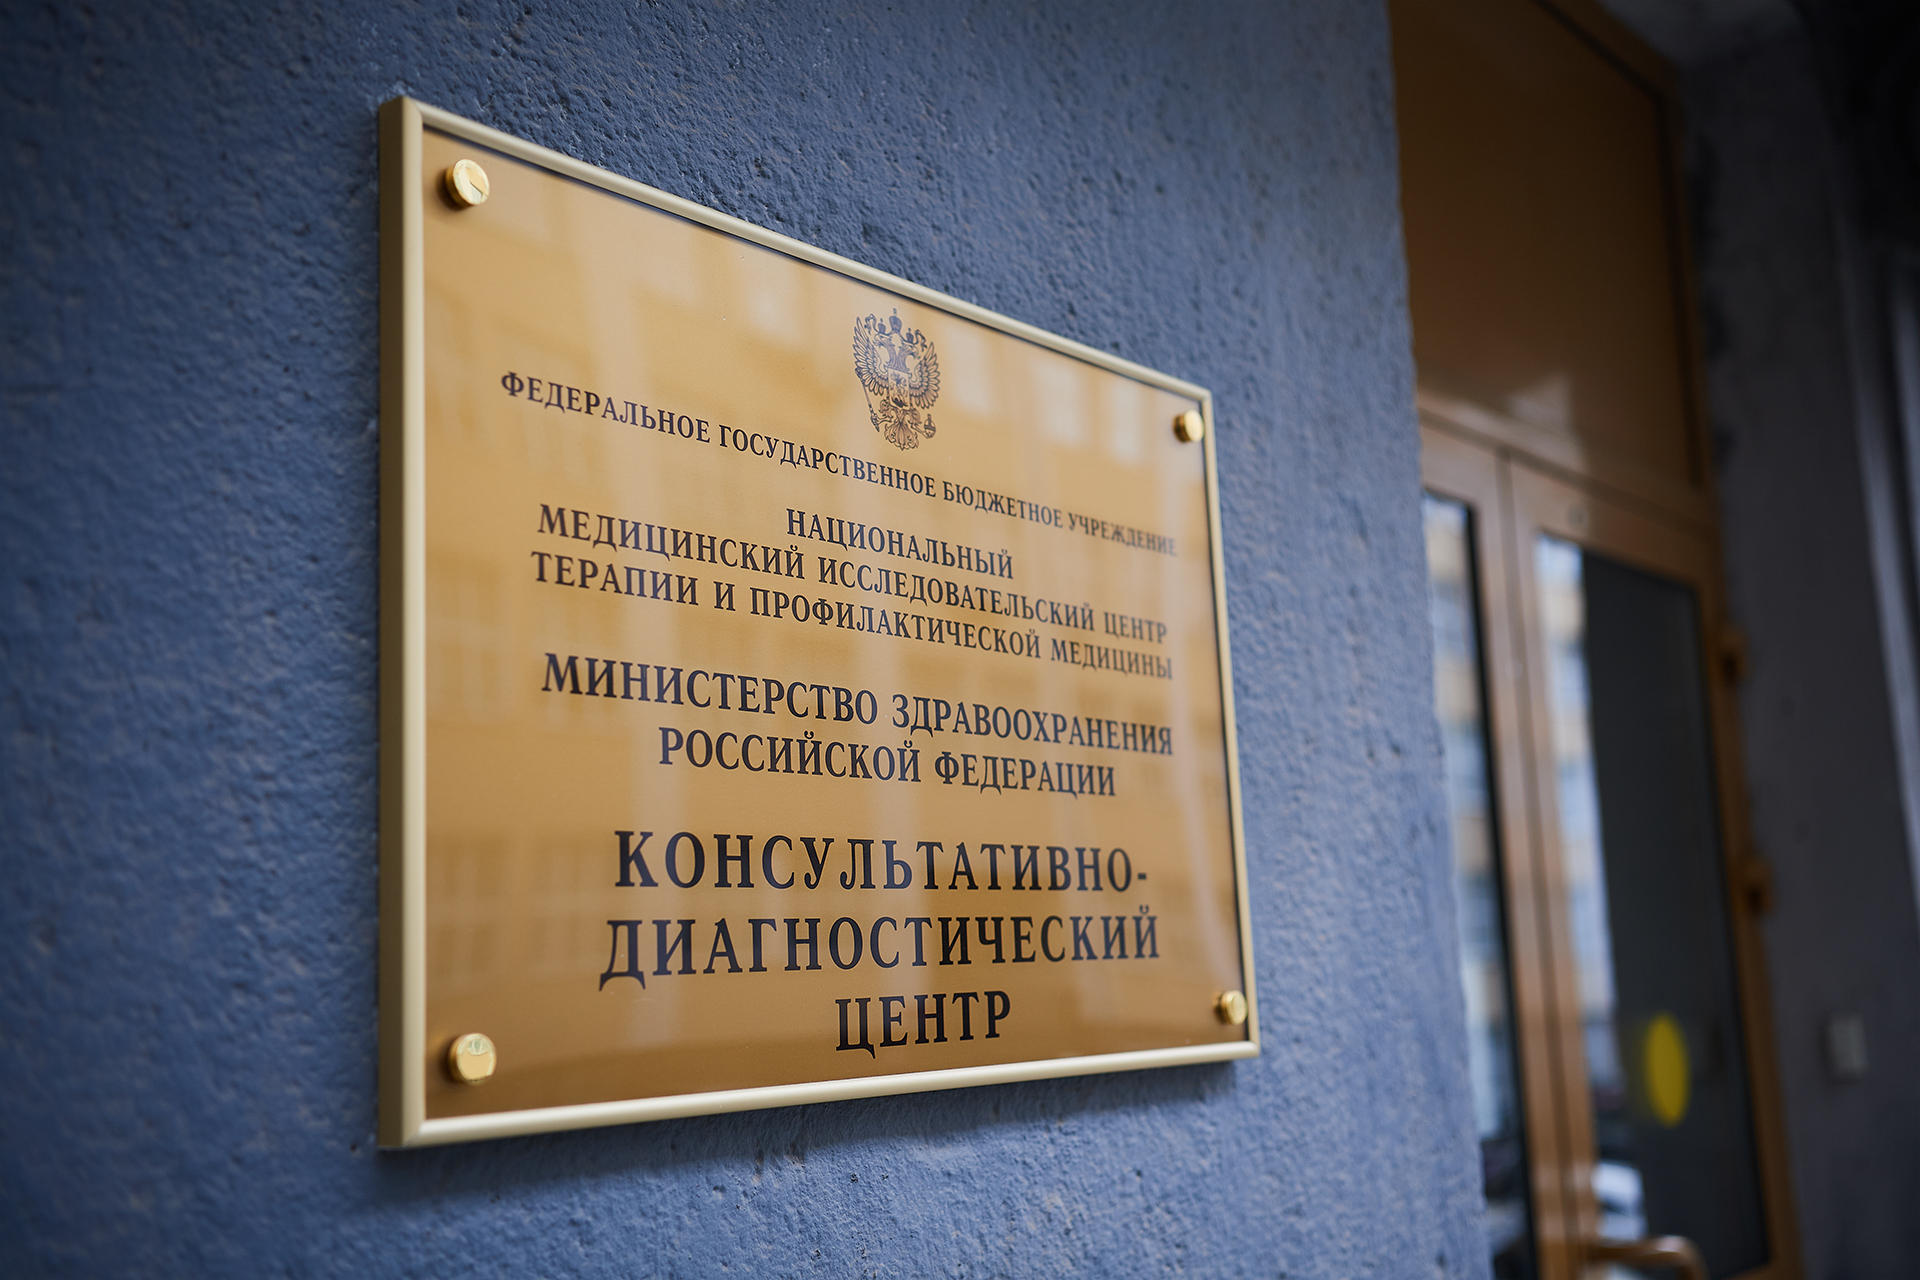 ФЕДЕРАЛЬНОЕ ГОСУДАРСТВЕННОЕ БЮДЖЕТНОЕ УЧРЕЖДЕНИЕ
НАЦИОНАЛЬНЫЙ
МЕДИЦИНСКИЙ ИССЛЕДОВАТЕЛЬСКИЙ ЦЕНТР
ТЕРАПИИ И ПРОФИЛАКТИЧЕСКОЙ МЕДИЦИНЫ
МИНИСТЕРСТВО ЗДРАВООХРАНЕНИЯ
РОССИЙСКОЙ ФЕДЕРАЦИИ
КОНСУЛЬТАТИВНО-
ДИАГНОСТИЧЕСКИЙ
ЦЕНТР